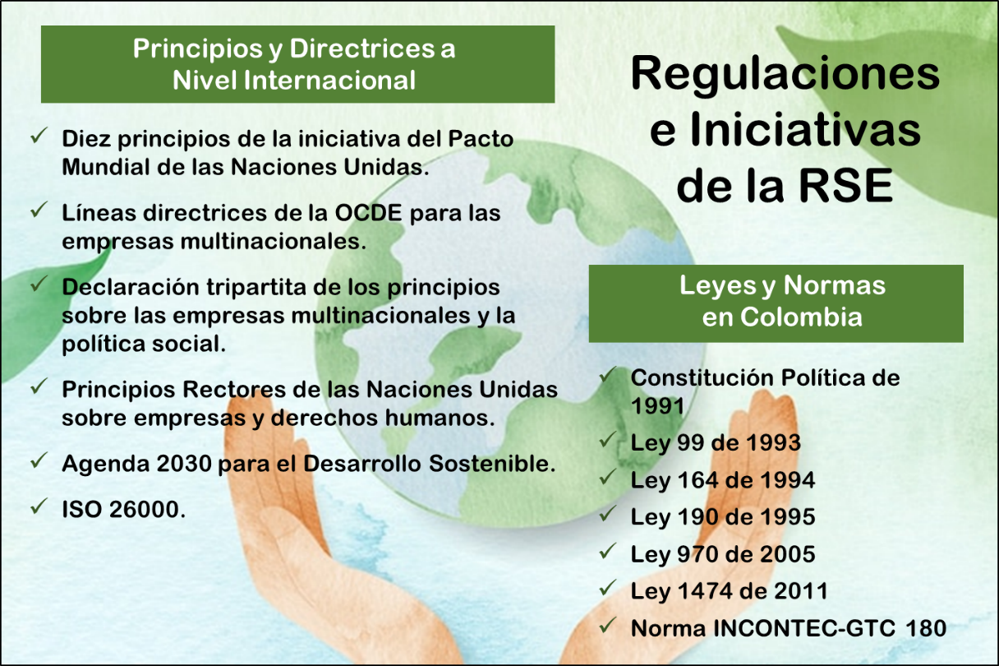 Principios y Directrices a
Nivel Internacional
Diez principios de la iniciativa del Pacto
Mundial de las Naciones Unidas.
Líneas directrices de la OCDE para las
empresas multinacionales.
Declaración tripartita de los principios
sobre las empresas multinacionales y la
política social.
Principios Rectores de las Naciones Unidas
sobre empresas y derechos humanos.
Agenda 2030 para el Desarrollo Sostenible.
ISO 26000.
Regulaciones
e Iniciativas
de la RSE
Leyes y Normas
en Colombia
Constitución Política de
1991
Ley 99 de 1993
Ley 164 de 1994
Ley 190 de 1995
Ley 970 de 2005
Ley 1474 de 2011
Norma INCONTEC-GTC 180